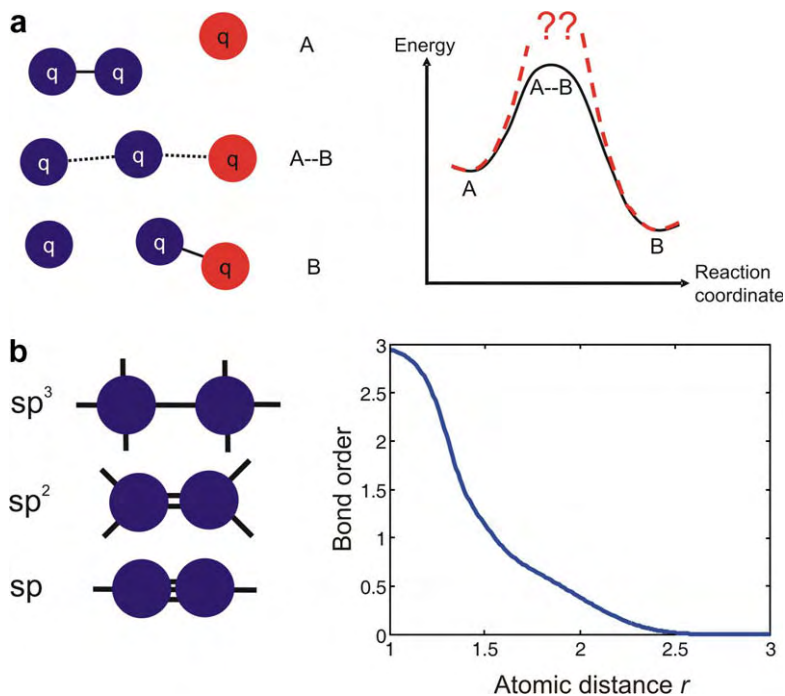 a
q q q A
q q q A--B
q q q B
Energy
??
A--B
A
B
Reaction
coordinate
b
sp³
sp²
sp
Bond order
3
2.5
2
1.5
1
0.5
0
1 1.5 2 2.5 3
Atomic distance r